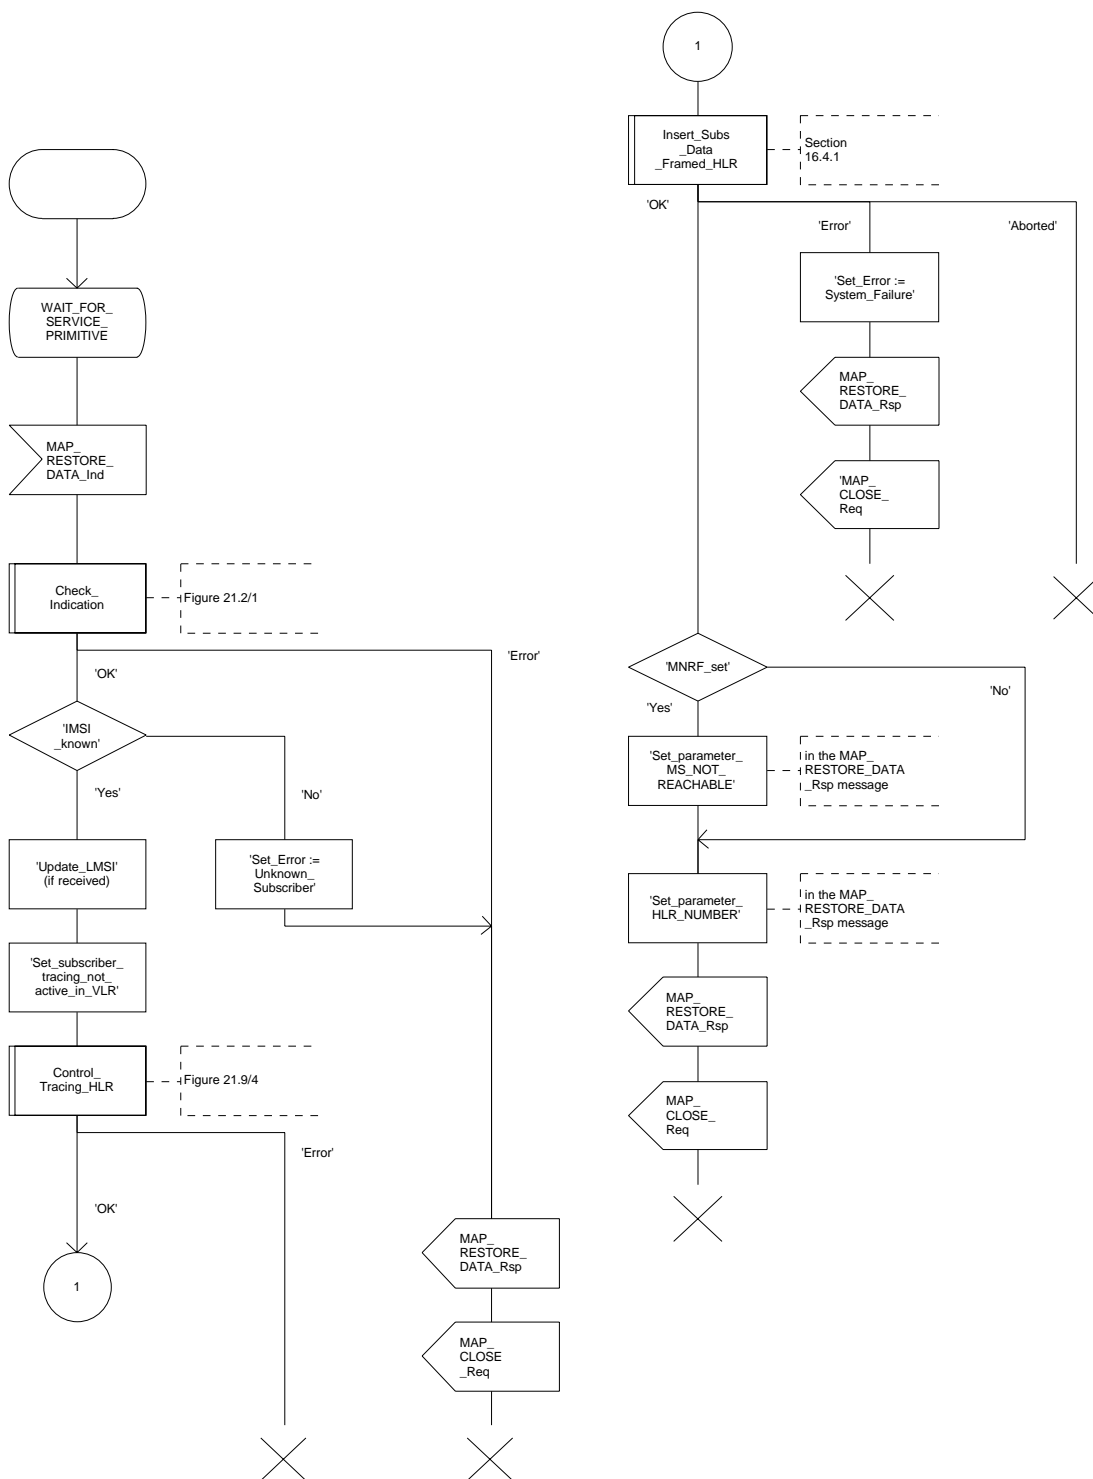 WAIT_FOR_
SERVICE_
PRIMITIVE
MAP_
RESTORE_
DATA_Ind
Check_
Indication
Figure 21.2/1
'Error'
'OK'
'IMSI
_known'
'Yes'
'No'
'Update_LMSI'
(if received)
'Set_Error :=
Unknown_
Subscriber'
'Set_subscriber_
tracing_not_
active_in_VLR'
Control_
Tracing_HLR
Figure 21.9/4
'Error'
'OK'
1
MAP_
RESTORE_
DATA_Rsp
MAP_
CLOSE
_Req
1
Insert_Subs
_Data
_Framed_HLR
Section
16.4.1
'OK'
'Error'
'Aborted'
'Set_Error :=
System_Failure'
MAP_
RESTORE_
DATA_Rsp
'MAP_
CLOSE_
Req
'MNRF_set'
'No'
'Yes'
'Set_parameter_
MS_NOT_
REACHABLE'
in the MAP_
RESTORE_DATA
_Rsp message
'Set_parameter_
HLR_NUMBER'
in the MAP_
RESTORE_DATA
_Rsp message
MAP_
RESTORE_
DATA_Rsp
MAP_
CLOSE_
Req